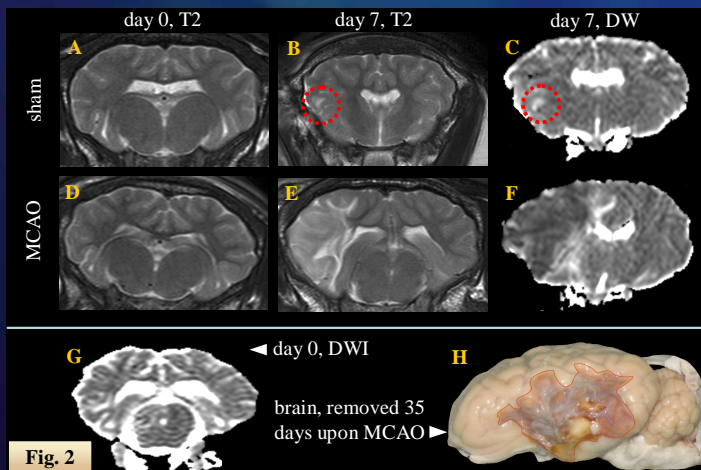 day 0, T2
day 7, T2
day 7, DW
sham
A
B
C
MCAO
D
E
F
G
day 0, DWI
H
brain, removed 35
days upon MCAO
Fig. 2